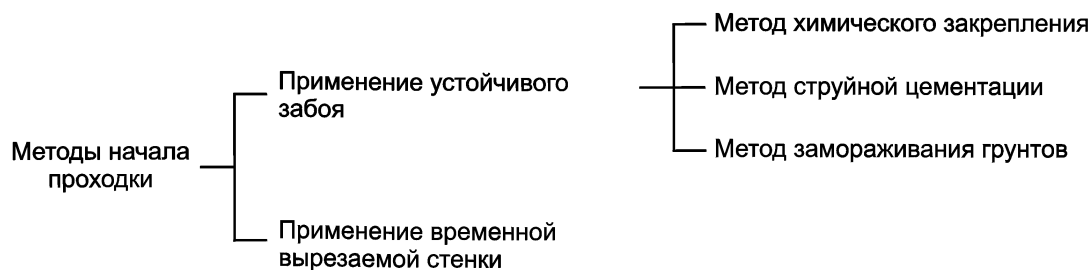 Методы начала
проходки
Применение устойчивого
забоя
Метод химического закрепления
Метод струйной цементации
Метод замораживания грунтов
Применение временной
вырезаемой стенки